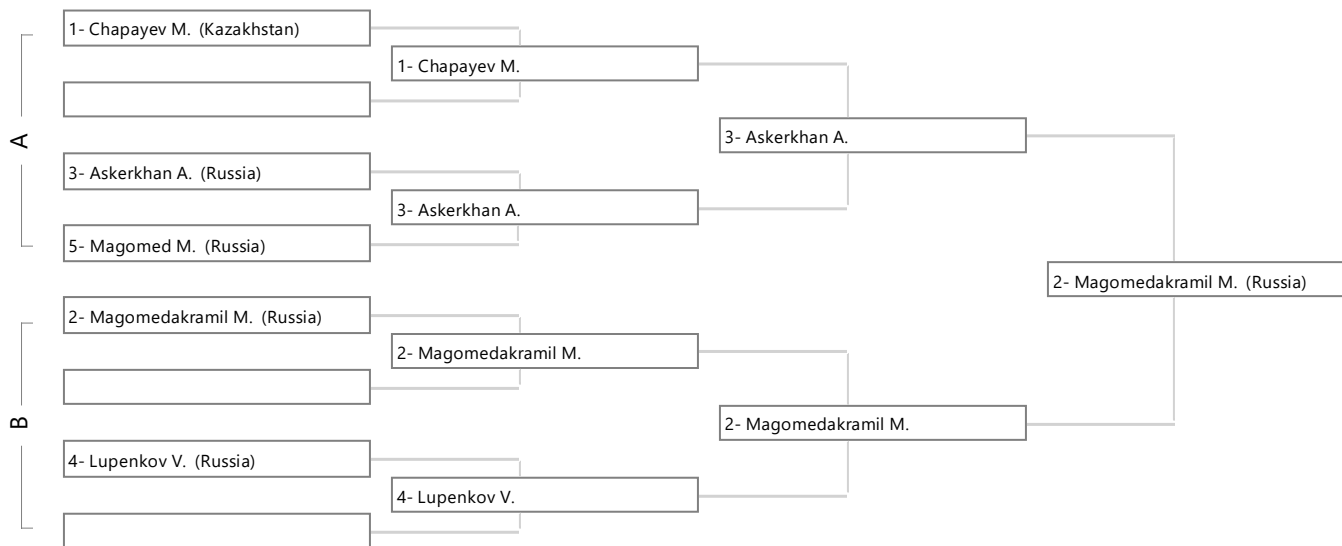 1- Chapayev M. (Kazakhstan)
1- Chapayev M.
A
3- Askerkhan A.
3- Askerkhan A. (Russia)
3- Askerkhan A.
5- Magomed M. (Russia)
2- Magomedakramil M. (Russia)
2- Magomedakramil M. (Russia)
2- Magomedakramil M.
B
2- Magomedakramil M.
4- Lupenkov V. (Russia)
4- Lupenkov V.